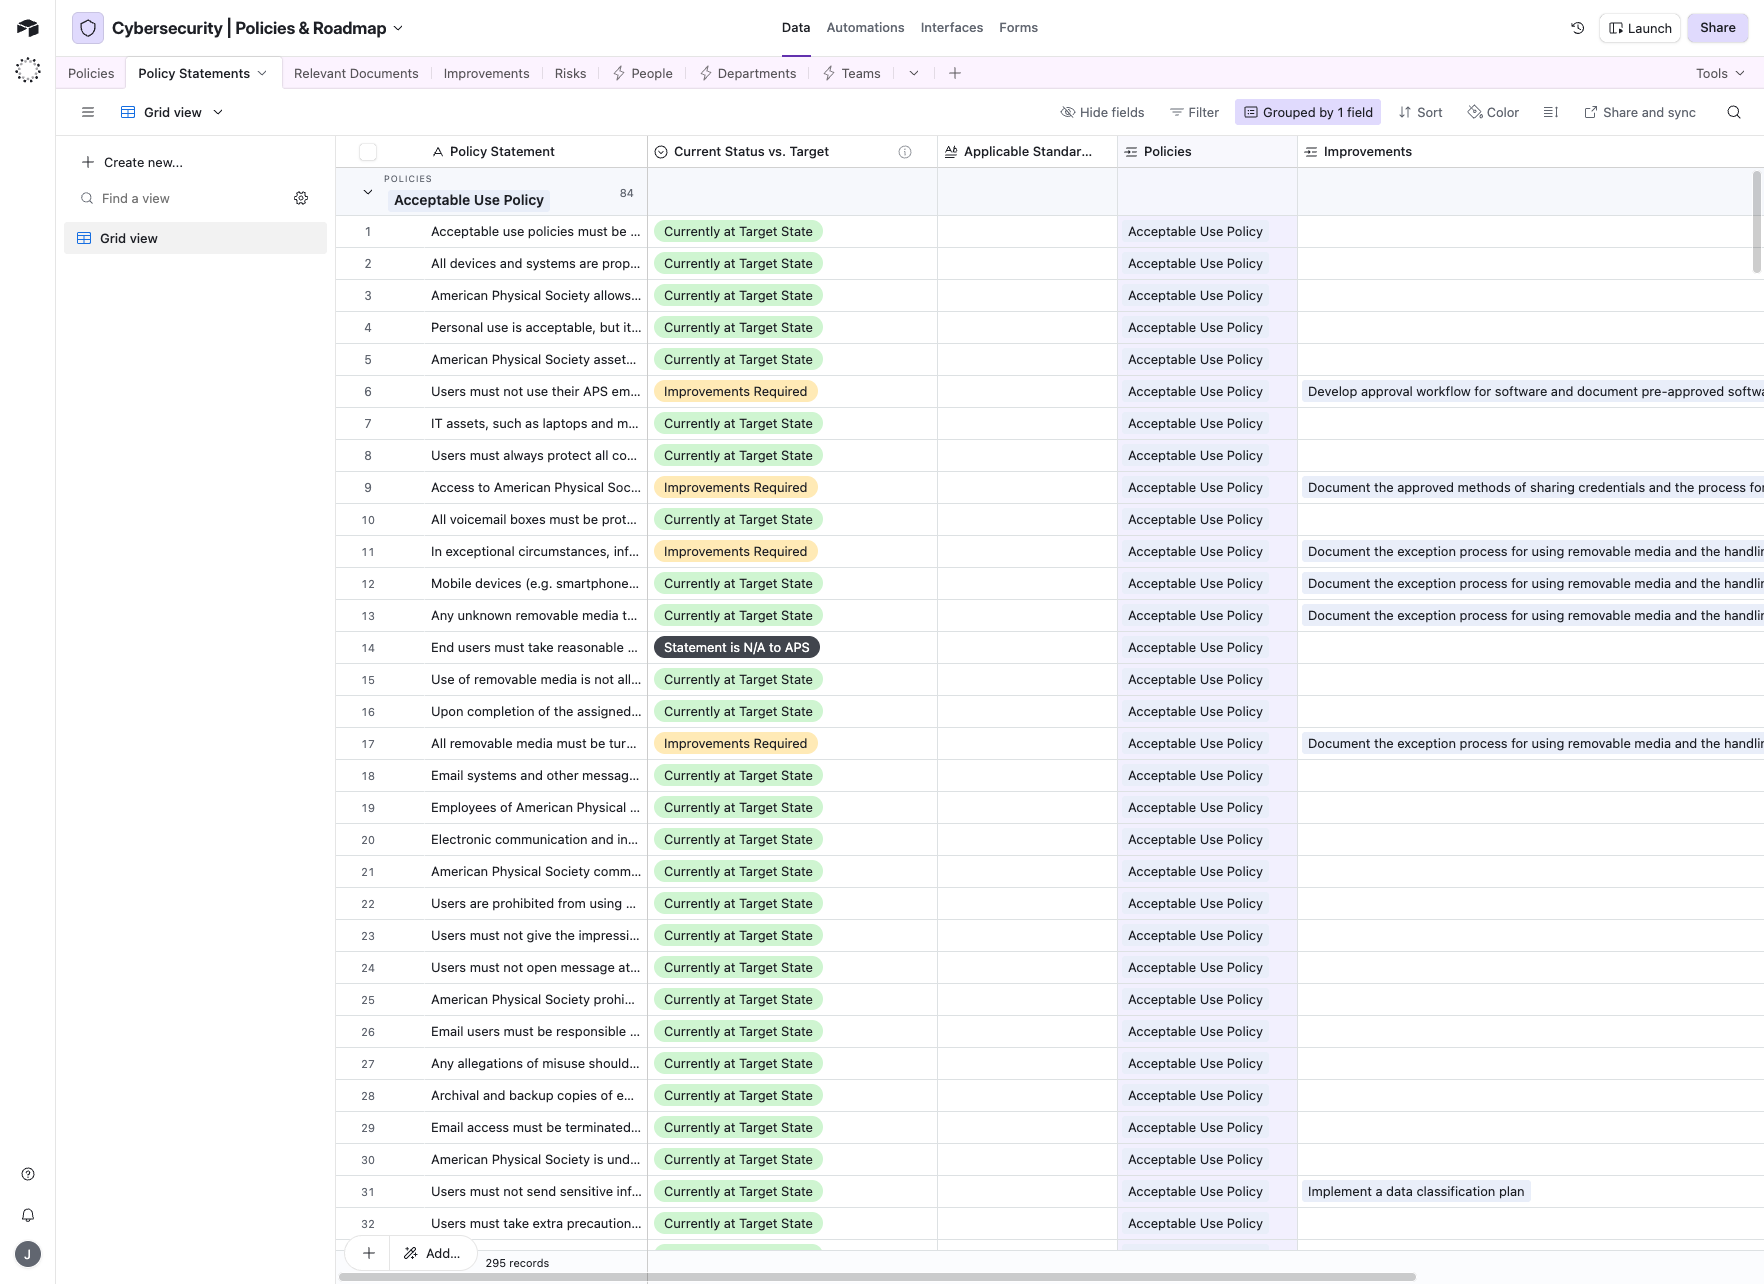 Cybersecurity | Policies & Roadmap
Data Automations Interfaces Forms
Launch Share
Policies Policy Statements Relevant Documents Improvements Risks People Departments Teams Tools
Grid view
Hide fields Filter Grouped by 1 field Sort Color Share and sync
Create new...
Find a view
Grid view
Policy Statement Current Status vs. Target Applicable Standar... Policies Improvements
POLICIES
Acceptable Use Policy 84
1 Acceptable use policies must be ... Currently at Target State Acceptable Use Policy
2 All devices and systems are prop... Currently at Target State Acceptable Use Policy
3 American Physical Society allows... Currently at Target State Acceptable Use Policy
4 Personal use is acceptable, but it... Currently at Target State Acceptable Use Policy
5 American Physical Society asset... Currently at Target State Acceptable Use Policy
6 Users must not use their APS em... Improvements Required Acceptable Use Policy Develop approval workflow for software and document pre-approved softwa
7 IT assets, such as laptops and m... Currently at Target State Acceptable Use Policy
8 Users must always protect all co... Currently at Target State Acceptable Use Policy
9 Access to American Physical Soc... Improvements Required Acceptable Use Policy Document the approved methods of sharing credentials and the process for
10 All voicemail boxes must be prot... Currently at Target State Acceptable Use Policy
11 In exceptional circumstances, inf... Improvements Required Acceptable Use Policy Document the exception process for using removable media and the handlin
12 Mobile devices (e.g. smartphone... Currently at Target State Acceptable Use Policy Document the exception process for using removable media and the handlin
13 Any unknown removable media t... Currently at Target State Acceptable Use Policy Document the exception process for using removable media and the handlin
14 End users must take reasonable ... Statement is N/A to APS Acceptable Use Policy
15 Use of removable media is not all... Currently at Target State Acceptable Use Policy
16 Upon completion of the assigned... Currently at Target State Acceptable Use Policy
17 All removable media must be tur... Improvements Required Acceptable Use Policy Document the exception process for using removable media and the handlin
18 Email systems and other messag... Currently at Target State Acceptable Use Policy
19 Employees of American Physical ... Currently at Target State Acceptable Use Policy
20 Electronic communication and in... Currently at Target State Acceptable Use Policy
21 American Physical Society comm... Currently at Target State Acceptable Use Policy
22 Users are prohibited from using ... Currently at Target State Acceptable Use Policy
23 Users must not give the impressi... Currently at Target State Acceptable Use Policy
24 Users must not open message at... Currently at Target State Acceptable Use Policy
25 American Physical Society prohi... Currently at Target State Acceptable Use Policy
26 Email users must be responsible ... Currently at Target State Acceptable Use Policy
27 Any allegations of misuse should... Currently at Target State Acceptable Use Policy
28 Archival and backup copies of e... Currently at Target State Acceptable Use Policy
29 Email access must be terminated... Currently at Target State Acceptable Use Policy
30 American Physical Society is und... Currently at Target State Acceptable Use Policy
31 Users must not send sensitive inf... Currently at Target State Acceptable Use Policy Implement a data classification plan
32 Users must take extra precaution... Currently at Target State Acceptable Use Policy
Add... 295 records
J